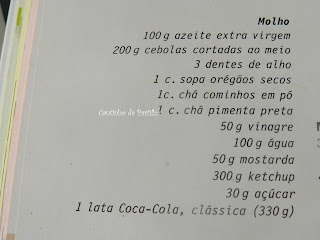 Molho
100 g azeite extra virgem
200 g cebolas cortadas ao meio
3 dentes de alho
1 c. sopa orégãos secos
1c. chá cominhos em pó
1 c. chá pimenta preta
50 g vinagre
100 g água
50 g mostarda
300 g ketchup
30 g açúcar
1 lata Coca-Cola, clássica (330 g)